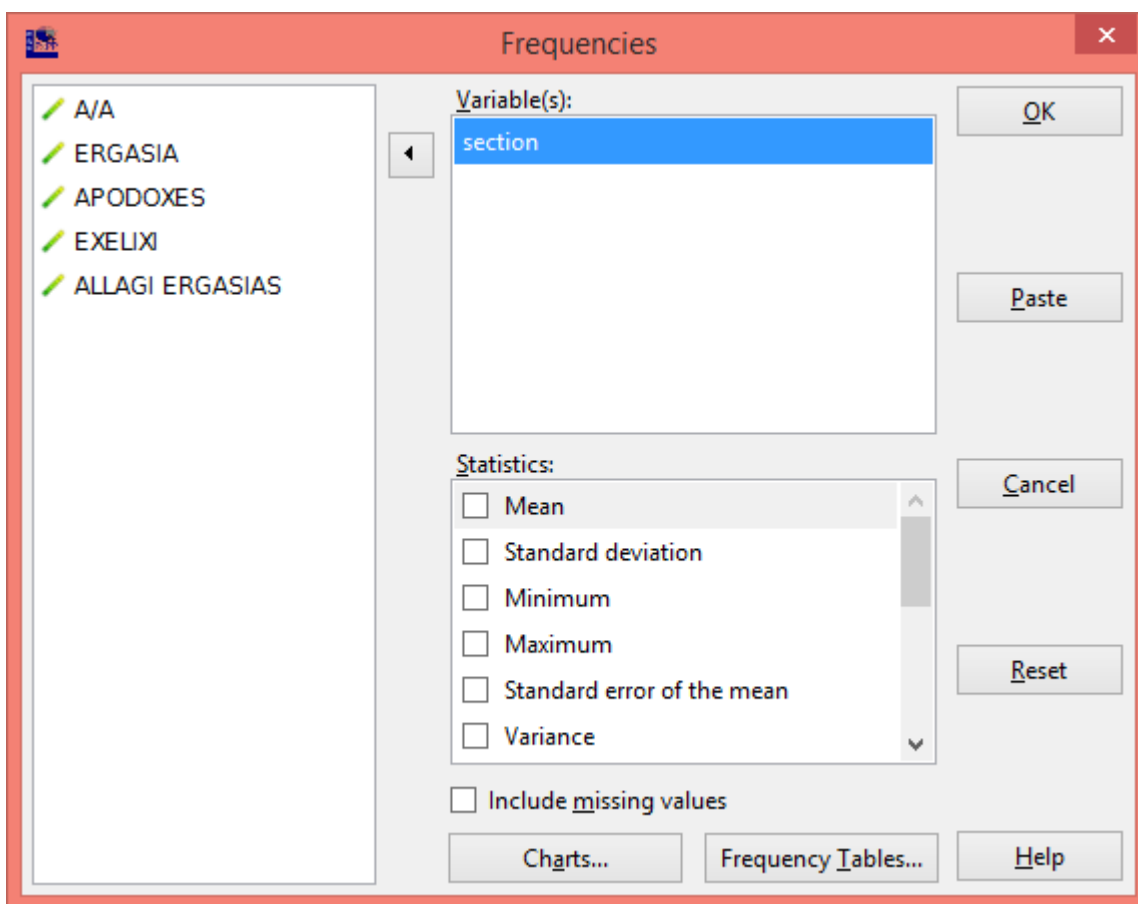 Frequencies
A/A
ERGASIA
APODOXES
EXELIXI
ALLAGI ERGASIAS
Variable(s):
section
Statistics:
Mean
Standard deviation
Minimum
Maximum
Standard error of the mean
Variance
Include missing values
Charts...
Frequency Tables...
OK
Paste
Cancel
Reset
Help